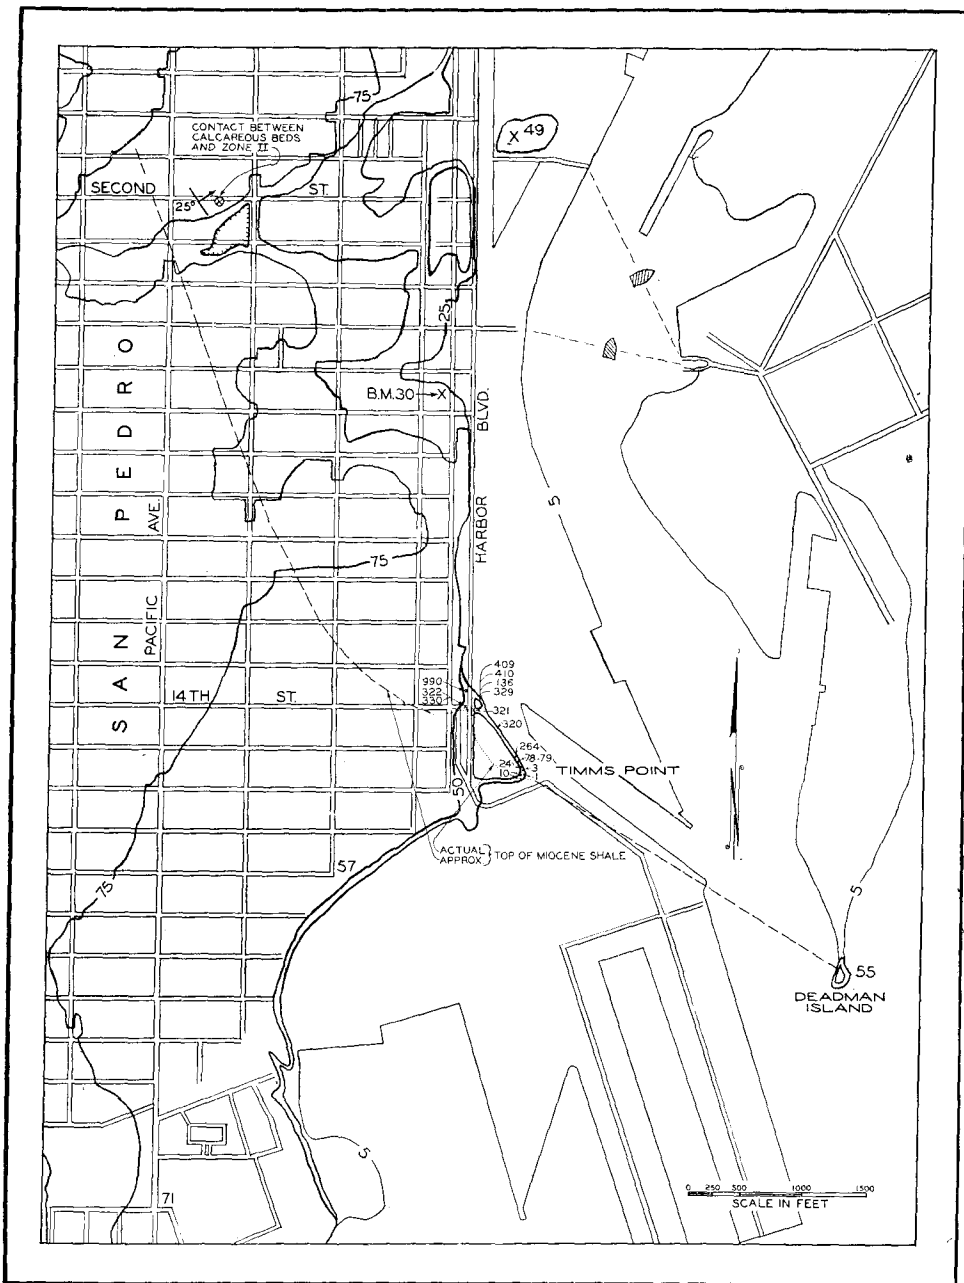 75
CONTACT BETWEEN
CALCAREOUS BEDS
AND ZONE II
X 49
SECOND ST.
25°
25
SAN PEDRO
B.M.30 X
HARBOR BLVD.
5
PACIFIC AVE.
75
14TH ST.
409
410
136
329
990
322
330
321
320
264
78-79
24
3
10
1
TIMMS POINT
50
ACTUAL
APPROX. } TOP OF MIOCENE SHALE
57
75
5
55
DEADMAN
ISLAND
5
71
0 250 500 1000 1500
SCALE IN FEET